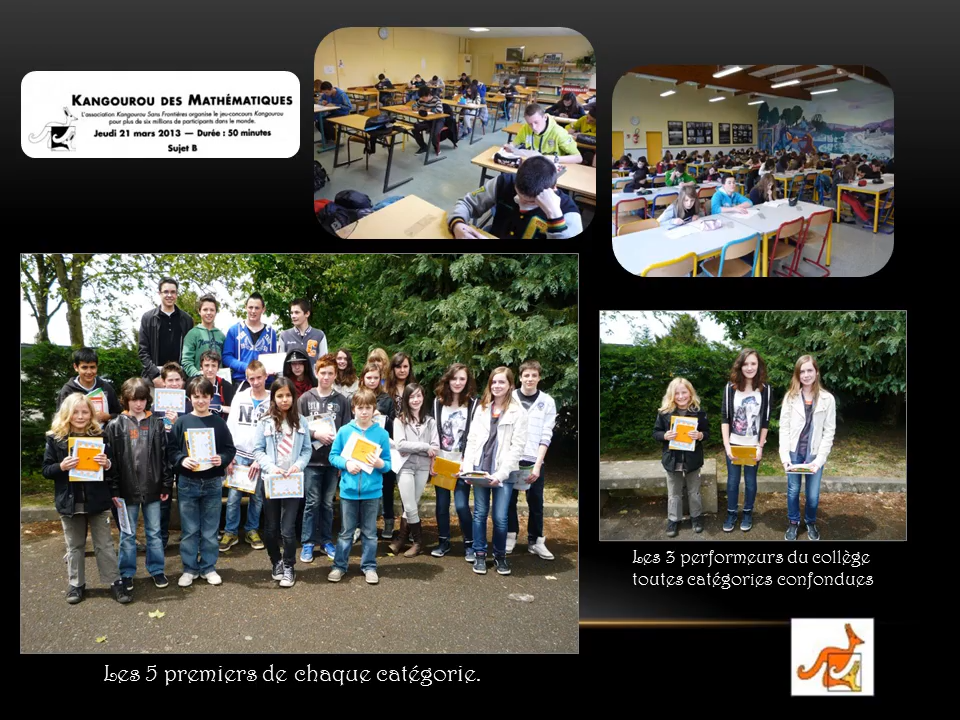 KANGOUROU DES MATHÉMATIQUES
L'association Kangourou Sans Frontières organise le jeu-concours Kangourou
pour plus de six millions de participants dans le monde.
Jeudi 21 mars 2013 — Durée : 50 minutes
Sujet B
Les 3 performeurs du collège
toutes catégories confondues
Les 5 premiers de chaque catégorie.